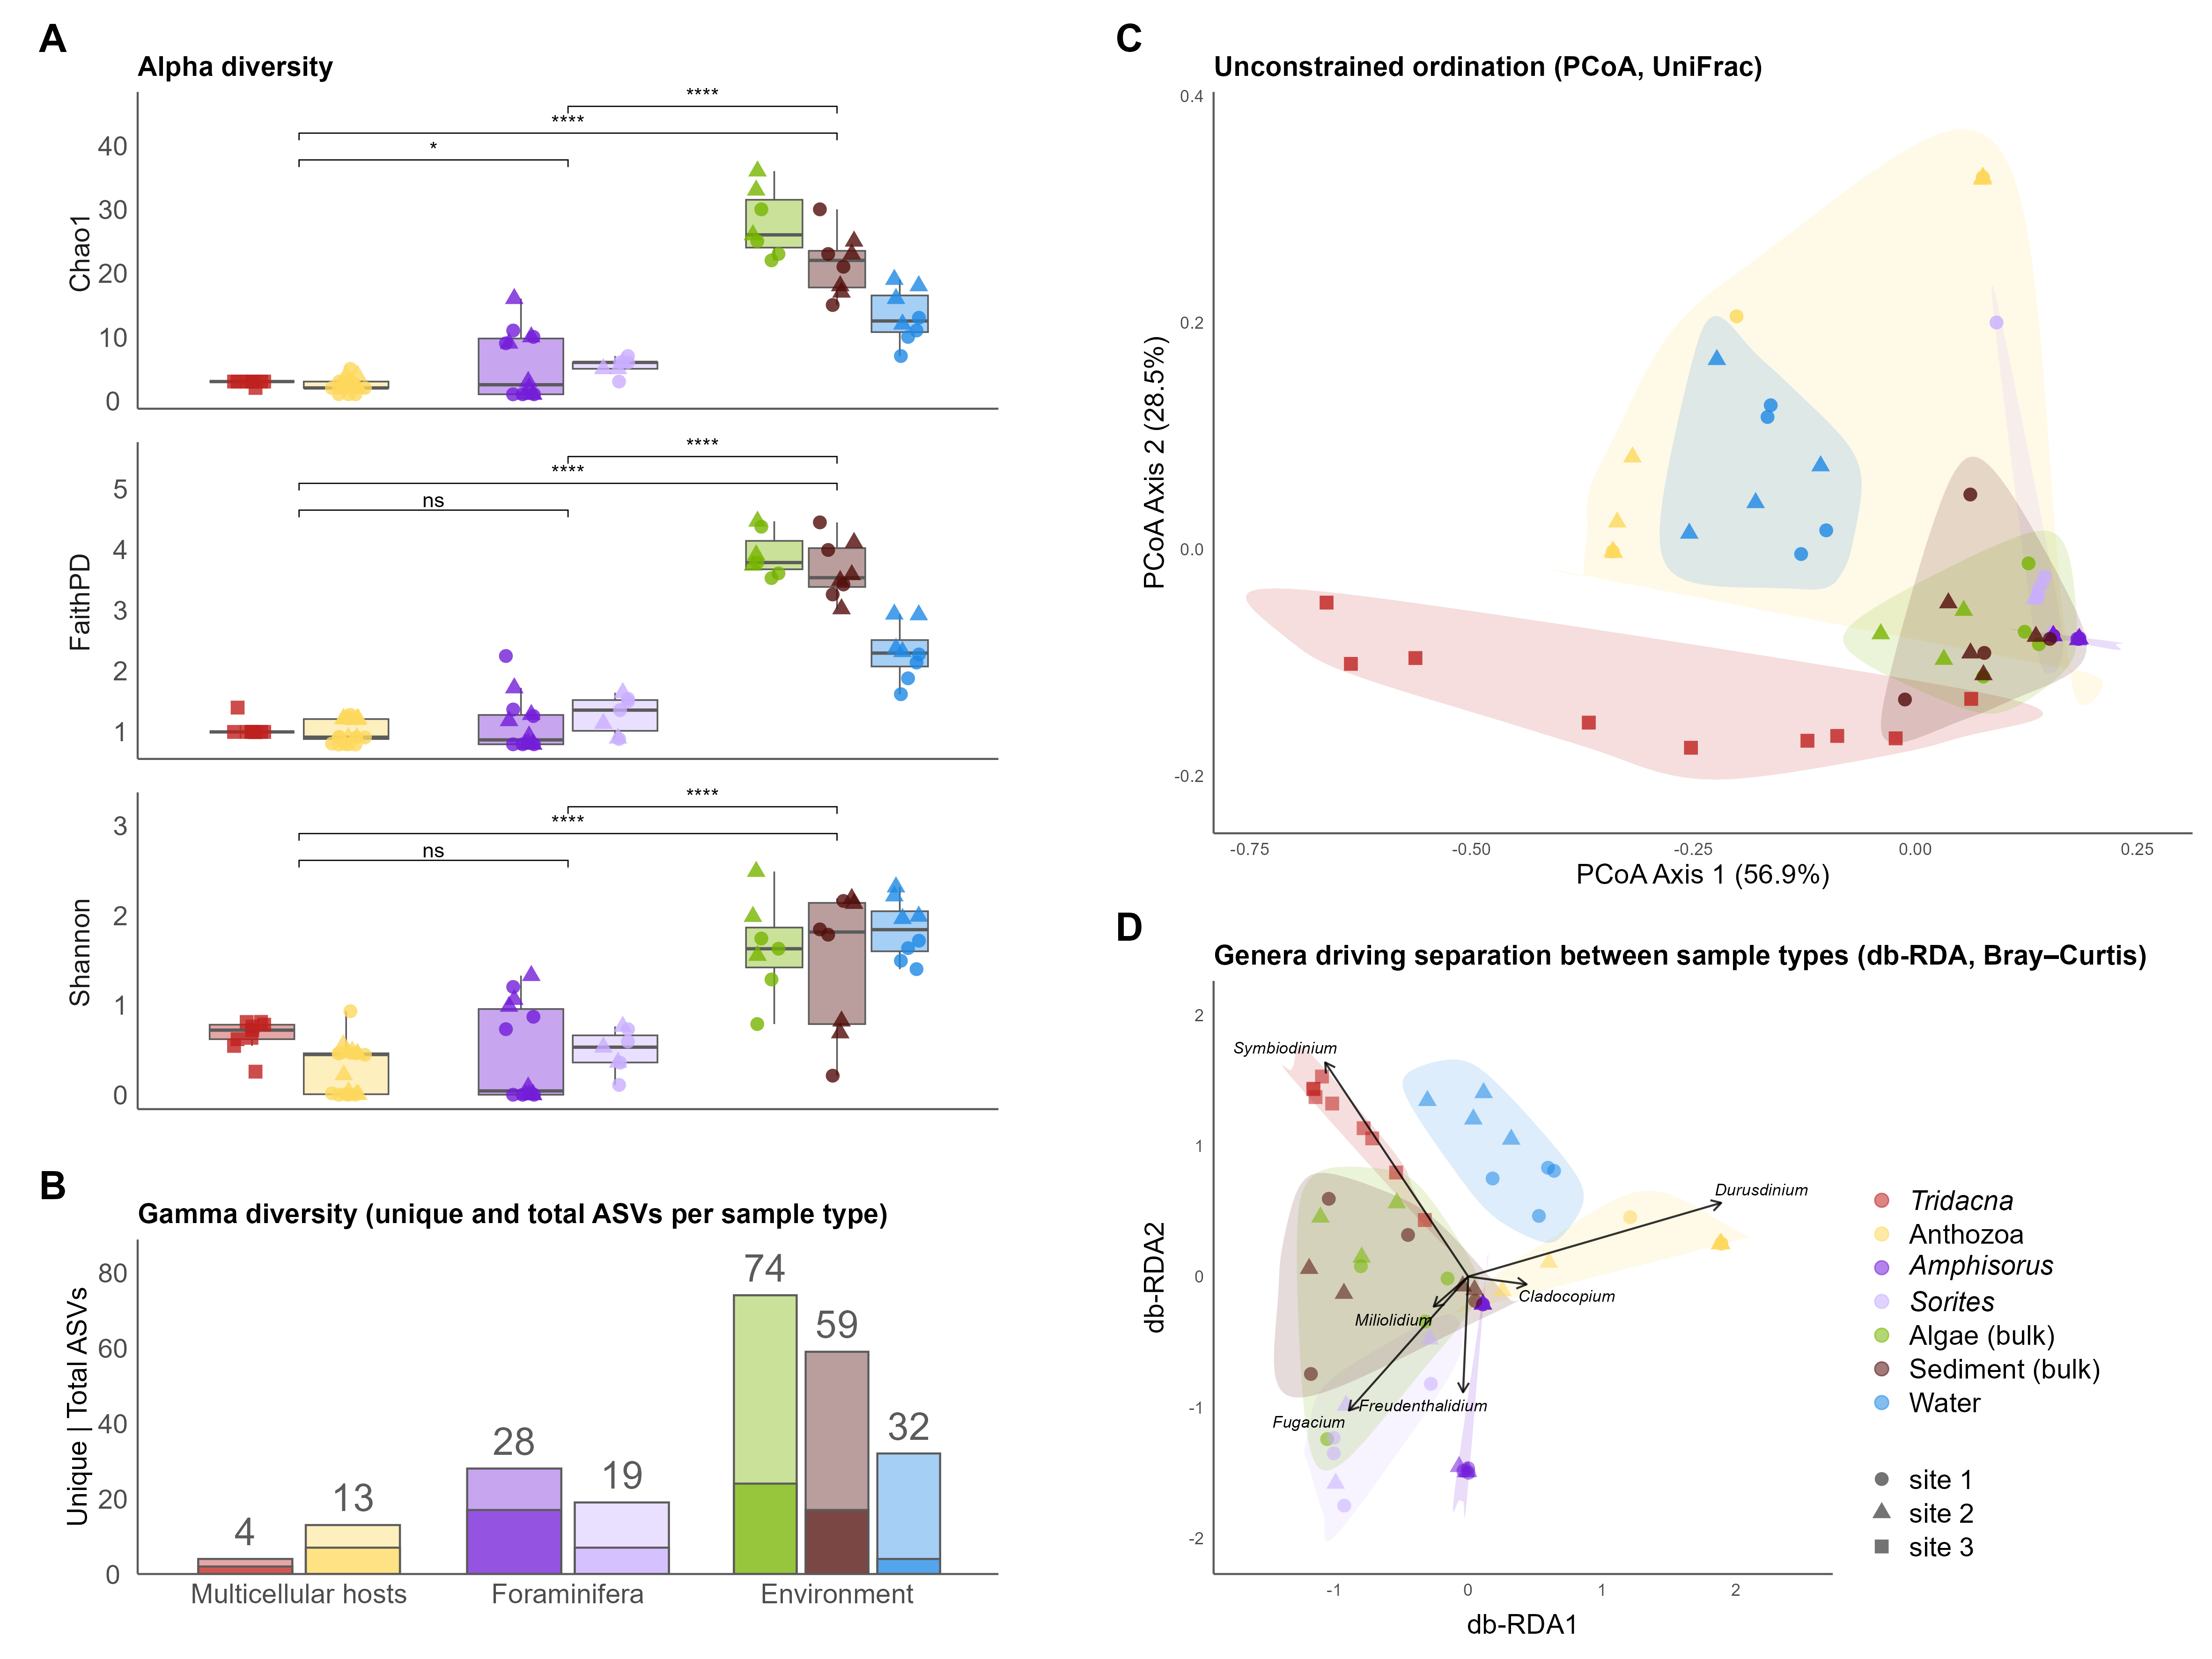 A
Alpha diversity
Chao1
40
30
20
10
0
****
****
*
FaithPD
5
4
3
2
1
****
****
ns
Shannon
3
2
1
0
****
****
ns
B
Gamma diversity (unique and total ASVs per sample type)
Unique | Total ASVs
80
60
40
20
0
4
13
28
19
74
59
32
Multicellular hosts
Foraminifera
Environment
C
Unconstrained ordination (PCoA, UniFrac)
PCoA Axis 2 (28.5%)
0.4
0.2
0.0
-0.2
-0.75
-0.50
-0.25
0.00
0.25
PCoA Axis 1 (56.9%)
D
Genera driving separation between sample types (db-RDA, Bray–Curtis)
db-RDA2
2
1
0
-1
-2
Symbiodinium
Durusdinium
Cladocopium
Miliolidium
Freudenthalidium
Fugacium
-1
0
1
2
db-RDA1
Tridacna
Anthozoa
Amphisorus
Sorites
Algae (bulk)
Sediment (bulk)
Water
site 1
site 2
site 3